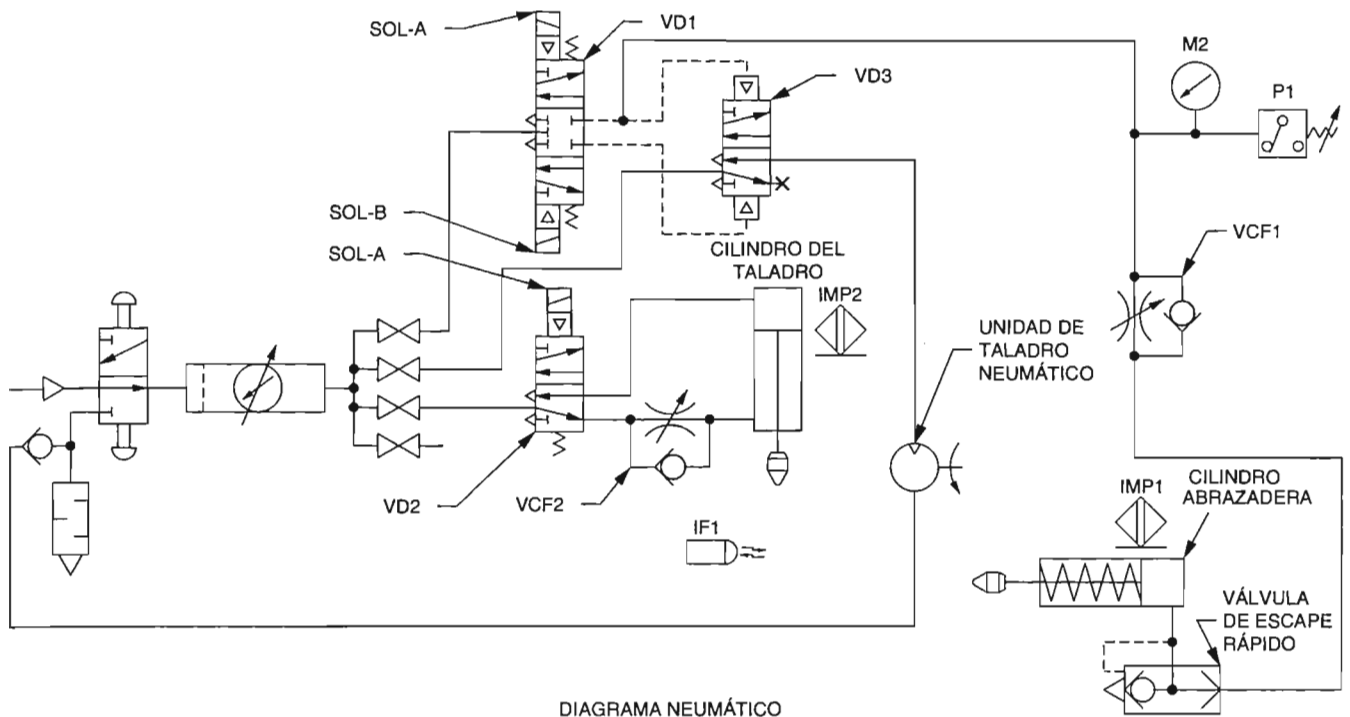 SOL-A
VD1
VD3
M2
P1
SOL-B
SOL-A
CILINDRO DEL
TALADRO
IMP2
VCF1
UNIDAD DE
TALADRO
NEUMÁTICO
VD2
VCF2
IF1
IMP1
CILINDRO
ABRAZADERA
VÁLVULA
DE ESCAPE
RÁPIDO
DIAGRAMA NEUMÁTICO